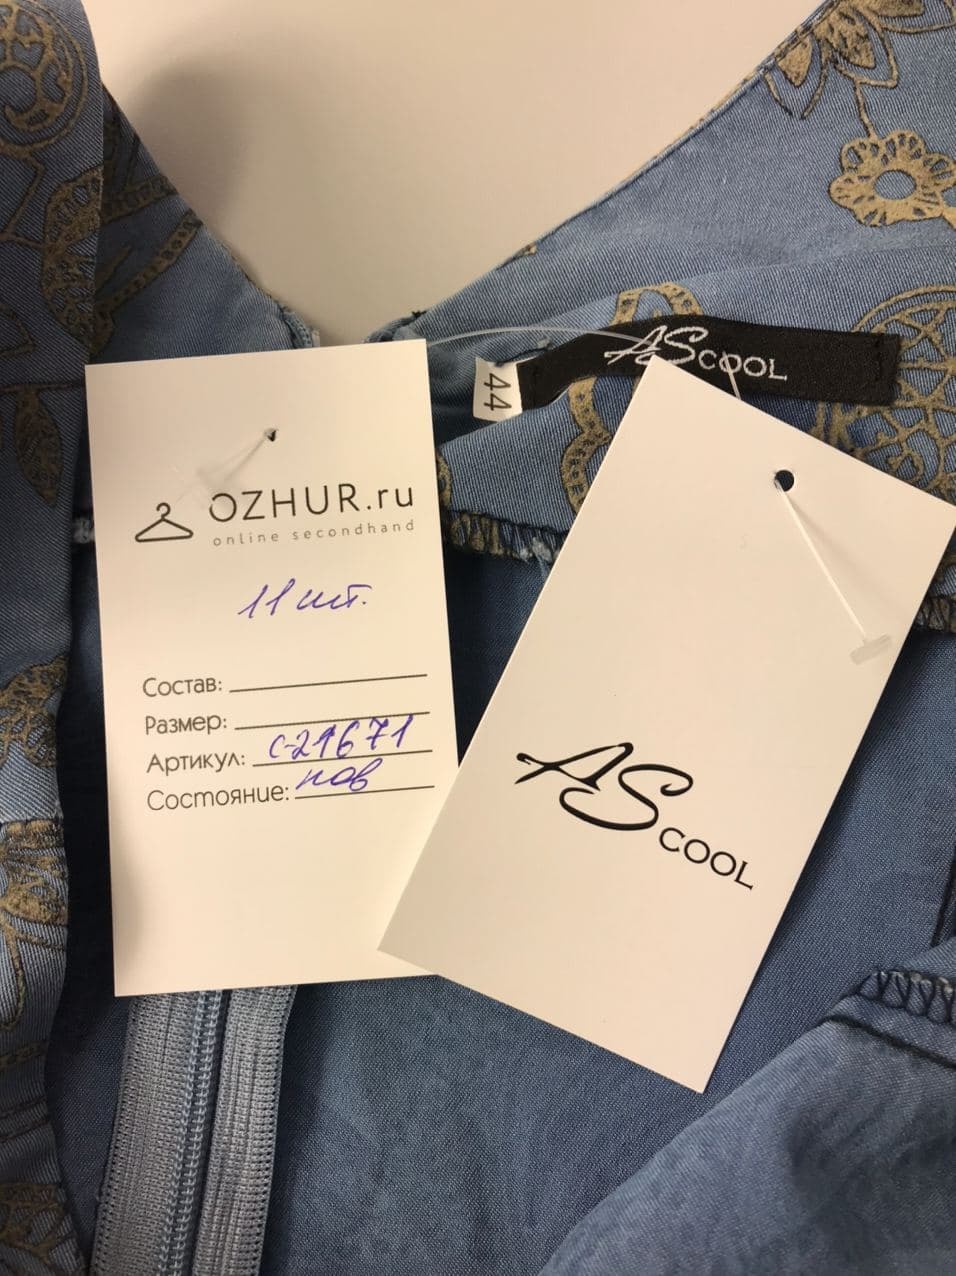 AS COOL
44
OZHUR.ru
online secondhand
11 шт.
Состав:
Размер:
Артикул: С-21671
Состояние: нов
AS COOL